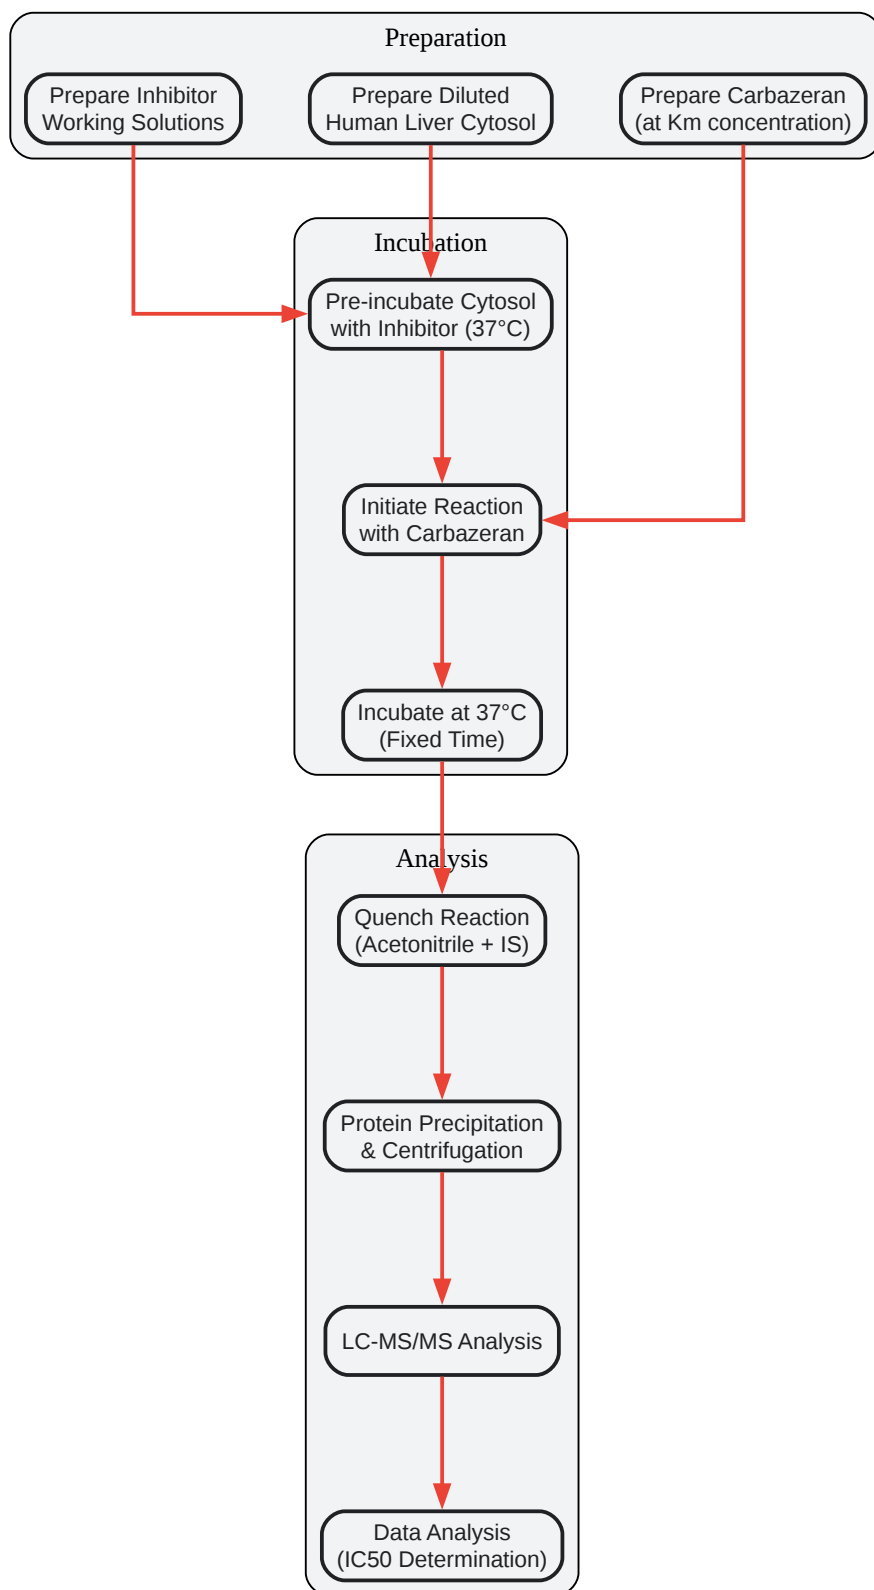 Preparation
Prepare Inhibitor
Working Solutions
Prepare Diluted
Human Liver Cytosol
Prepare Carbazeran
(at Km concentration)
Incubation
Pre-incubate Cytosol
with Inhibitor (37°C)
Initiate Reaction
with Carbazeran
Incubate at 37°C
(Fixed Time)
Analysis
Quench Reaction
(Acetonitrile + IS)
Protein Precipitation
& Centrifugation
LC-MS/MS Analysis
Data Analysis
(IC50 Determination)